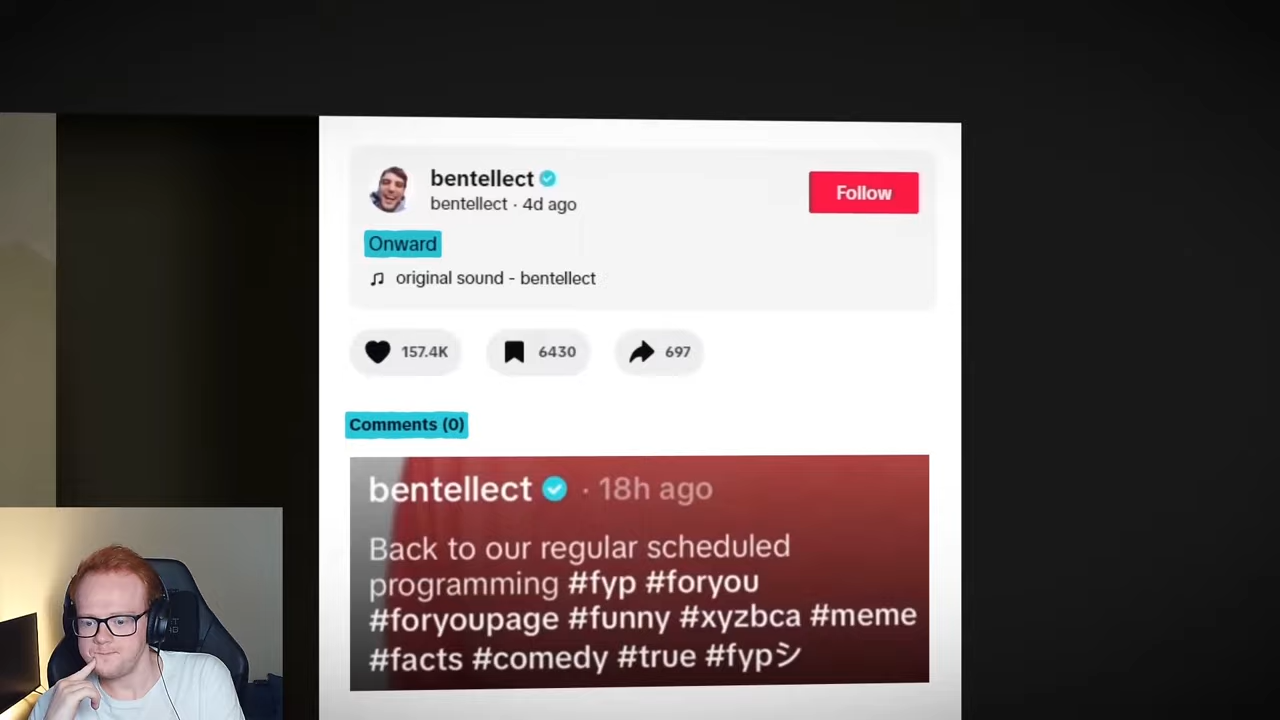 bentellect
bentellect · 4d ago
Follow
Onward
original sound - bentellect
157.4K
6430
697
Comments (0)
bentellect · 18h ago
Back to our regular scheduled
programming #fyp #foryou
#foryoupage #funny #xyzbca #meme
#facts #comedy #true #fypシ